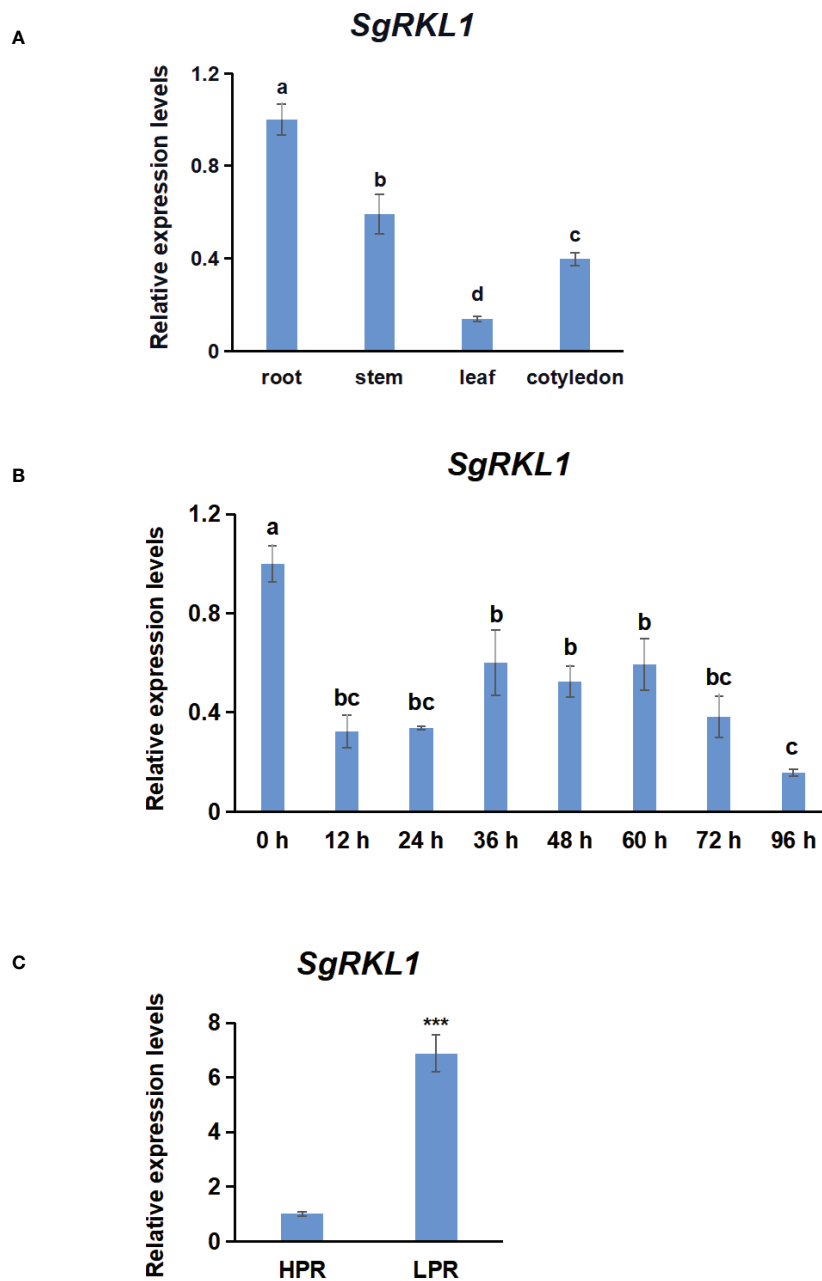 A
SgRKL1
Relative expression levels
1.2
0.8
0.4
0
a
b
d
c
root stem leaf cotyledon
B
SgRKL1
Relative expression levels
1.2
0.8
0.4
0
a
bc
bc
b
b
b
bc
c
0 h 12 h 24 h 36 h 48 h 60 h 72 h 96 h
C
SgRKL1
Relative expression levels
8
6
4
2
0
***
HPR LPR